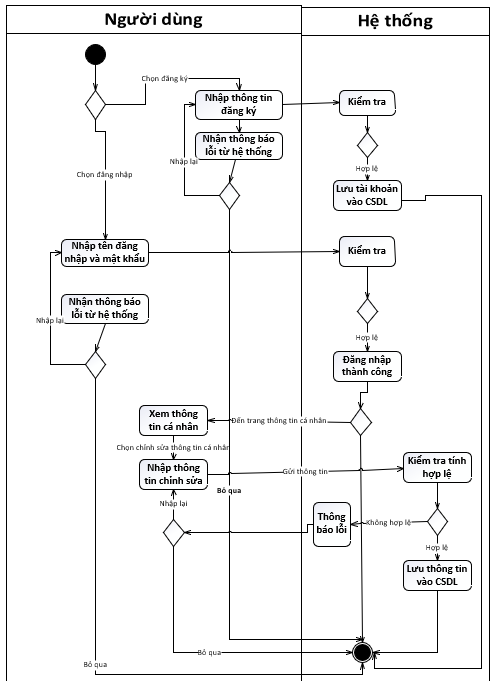 Người dùng
Hệ thống
Chọn đăng ký
Nhập thông tin
đăng ký
Kiểm tra
Nhận thông báo
lỗi từ hệ thống
Nhập lại
Hợp lệ
Lưu tài khoản
vào CSDL
Chọn đăng nhập
Nhập tên đăng
nhập và mật khẩu
Kiểm tra
Nhận thông báo
lỗi từ hệ thống
Nhập lại
Hợp lệ
Đăng nhập
thành công
Xem thông
tin cá nhân
Đến trang thông tin cá nhân
Chọn chỉnh sửa thông tin cá nhân
Nhập thông
tin chỉnh sửa
Gửi thông tin
Kiểm tra tính
hợp lệ
Bỏ qua
Nhập lại
Thông
báo lỗi
Không hợp lệ
Hợp lệ
Lưu thông tin
vào CSDL
Bỏ qua
Bỏ qua